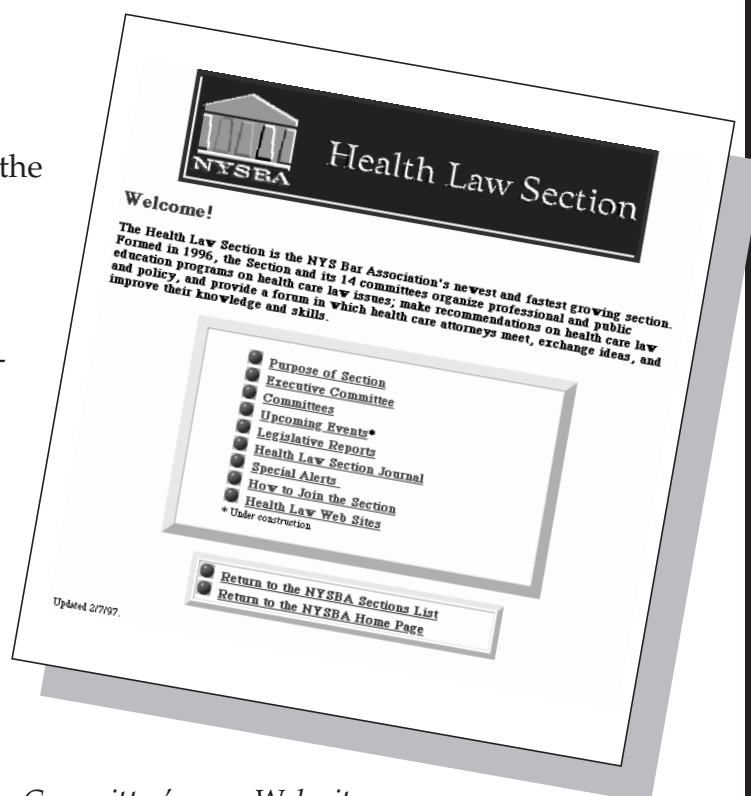 the
NYSBA
Health Law Section
Welcome!
The Health Law Section is the NYS Bar Association's newest and fastest growing section.
Formed in 1996, the Section and its 14 committees organize professional and public
education programs on health care law issues; make recommendations on health care law
and policy, and provide a forum in which health care attorneys meet, exchange ideas, and
improve their knowledge and skills.
Purpose of Section
Executive Committee
Committees
Upcoming Events*
Legislative Reports
Health Law Section Journal
Special Alerts
How to Join the Section
Health Law Web Sites
* Under construction
Return to the NYSBA Sections List
Return to the NYSBA Home Page
Updated 2/7/97.
-
Committee's own Web site